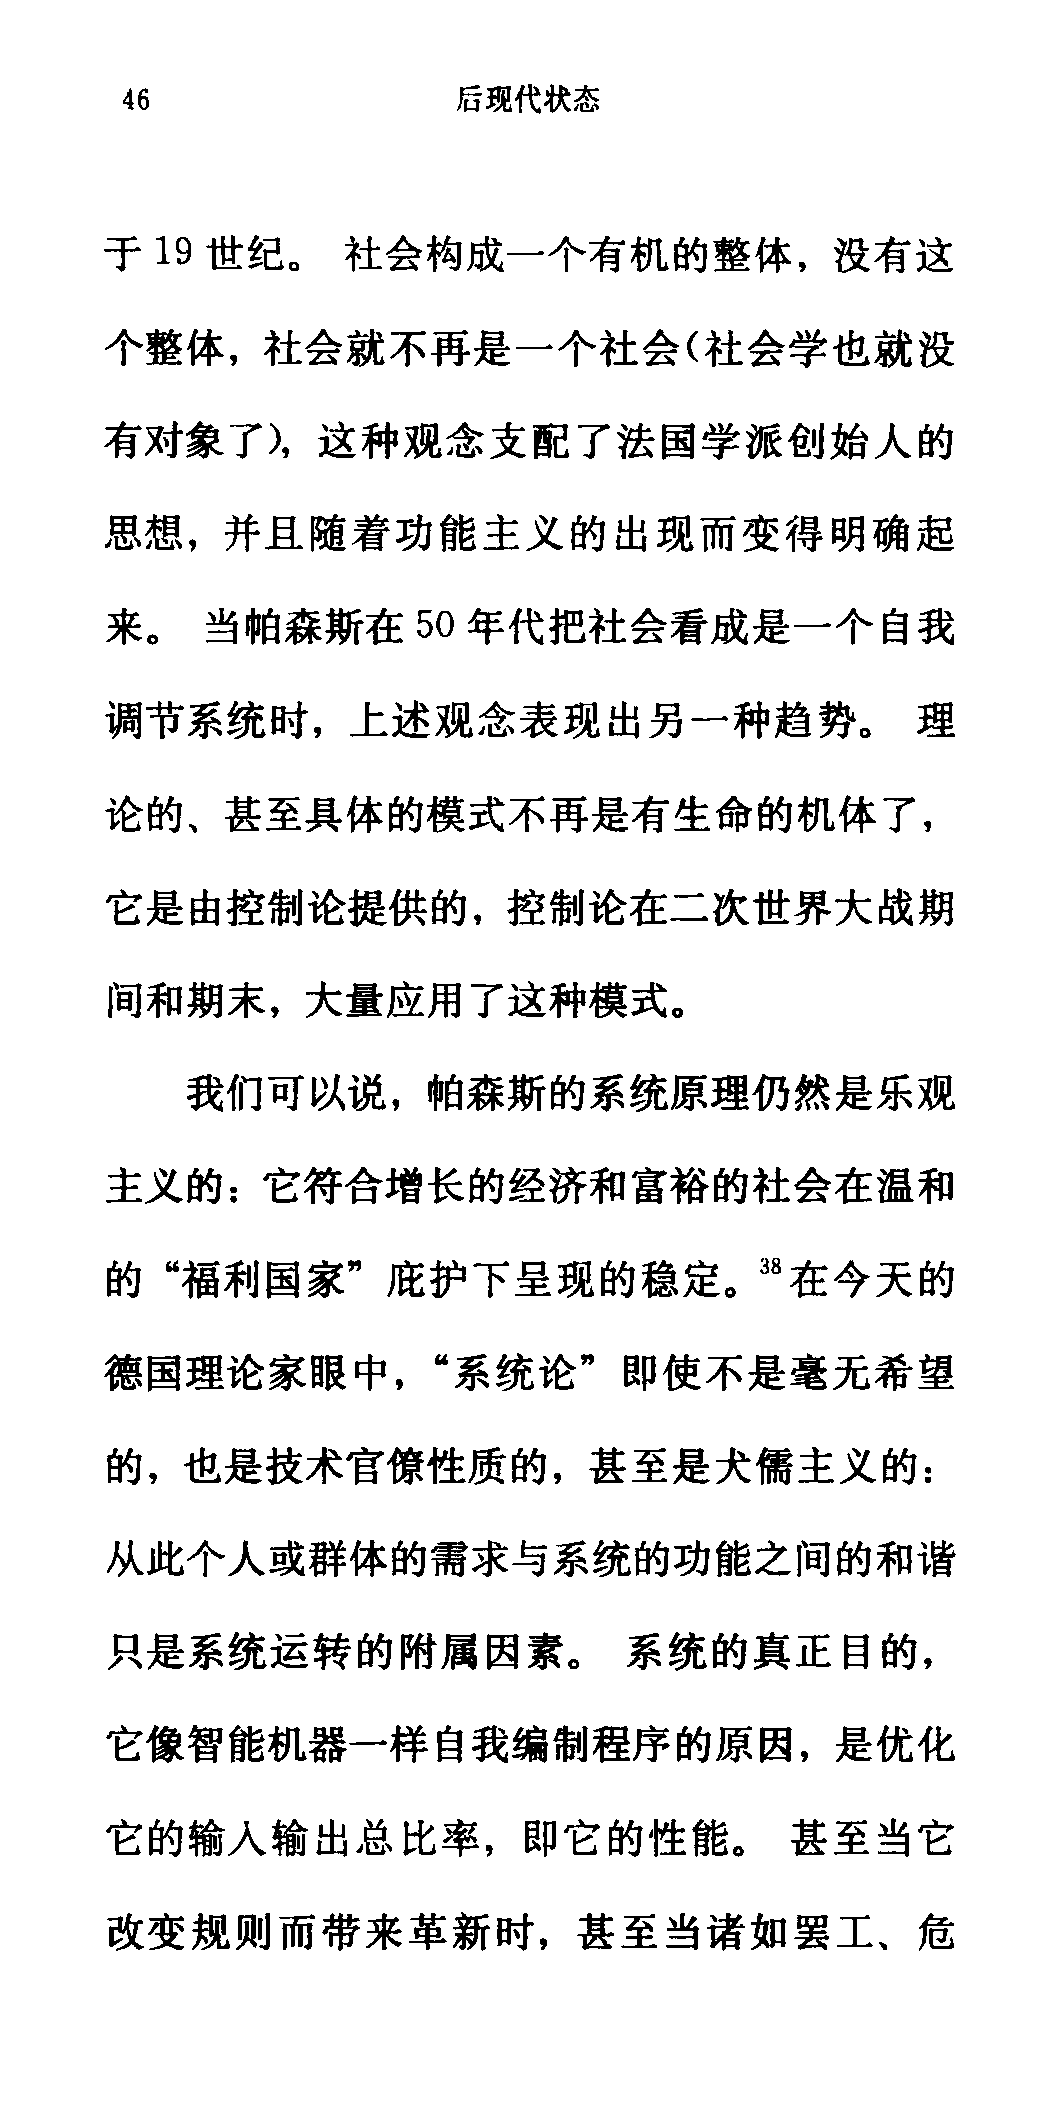 46 后现代状态
于 19 世纪。 社会构成一个有机的整体，没有这
个整体，社会就不再是一个社会(社会学也就没
有对象了)，这种观念支配了法国学派创始人的
思想，并且随着功能主义的出现而变得明确起
来。 当帕森斯在 50 年代把社会看成是一个自我
调节系统时，上述观念表现出另一种趋势。 理
论的、甚至具体的模式不再是有生命的机体了，
它是由控制论提供的，控制论在二次世界大战期
间和期末，大量应用了这种模式。
我们可以说，帕森斯的系统原理仍然是乐观
主义的：它符合增长的经济和富裕的社会在温和
的“福利国家”庇护下呈现的稳定。38 在今天的
德国理论家眼中，“系统论”即使不是毫无希望
的，也是技术官僚性质的，甚至是犬儒主义的：
从此个人或群体的需求与系统的功能之间的和谐
只是系统运转的附属因素。 系统的真正目的，
它像智能机器一样自我编制程序的原因，是优化
它的输入输出总比率，即它的性能。 甚至当它
改变规则而带来革新时，甚至当诸如罢工、危